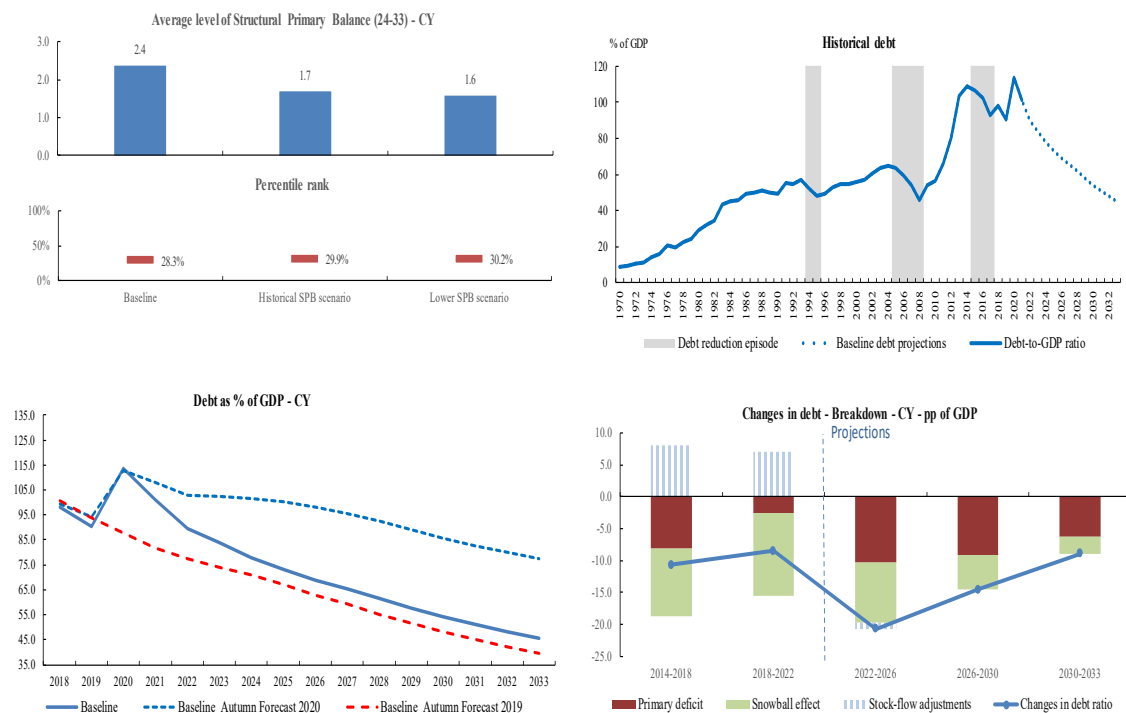 Average level of Structural Primary Balance (24-33) - CY
3.0
2.0
1.0
0.0
2.4
1.7
1.6
Percentile rank
100%
50%
0%
28.3%
29.9%
30.2%
Baseline
Historical SPB scenario
Lower SPB scenario
% of GDP
Historical debt
120
100
80
60
40
20
0
1970 1972 1974 1976 1978 1980 1982 1984 1986 1988 1990 1992 1994 1996 1998 2000 2002 2004 2006 2008 2010 2012 2014 2016 2018 2020 2022 2024 2026 2028 2030 2032
Debt reduction episode
Baseline debt projections
Debt-to-GDP ratio
Debt as % of GDP - CY
135.0
125.0
115.0
105.0
95.0
85.0
75.0
65.0
55.0
45.0
35.0
2018 2019 2020 2021 2022 2023 2024 2025 2026 2027 2028 2029 2030 2031 2032 2033
Baseline
Baseline Autumn Forecast 2020
Baseline Autumn Forecast 2019
Changes in debt - Breakdown - CY - pp of GDP
Projections
10.0
5.0
0.0
-5.0
-10.0
-15.0
-20.0
-25.0
2014-2018
2018-2022
2022-2026
2026-2030
2030-2033
Primary deficit
Snowball effect
Stock-flow adjustments
Changes in debt ratio